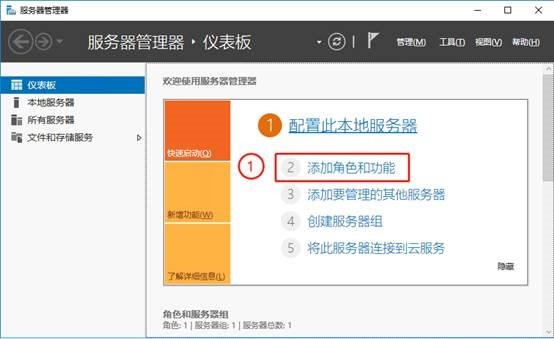 服务器管理器
服务器管理器 · 仪表板
管理(M) 工具(T) 视图(V) 帮助(H)
仪表板
本地服务器
所有服务器
文件和存储服务
欢迎使用服务器管理器
快速启动(Q)
新增功能(W)
了解详细信息(L)
1 配置此本地服务器
1
2 添加角色和功能
3 添加要管理的其他服务器
4 创建服务器组
5 将此服务器连接到云服务
隐藏
角色和服务器组
角色: 1 | 服务器组: 1 | 服务器总数: 1